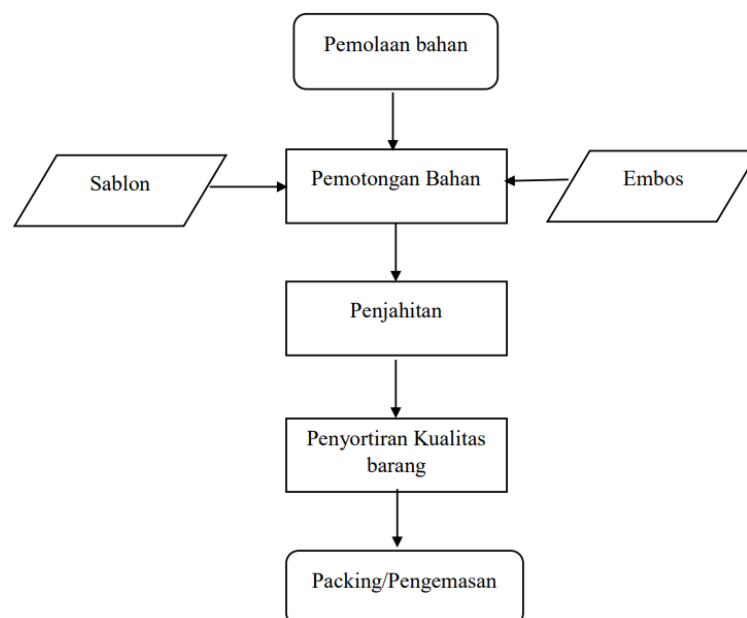 Pemolaan bahan
Sablon
Pemotongan Bahan
Embos
Penjahitan
Penyortiran Kualitas
barang
Packing/Pengemasan